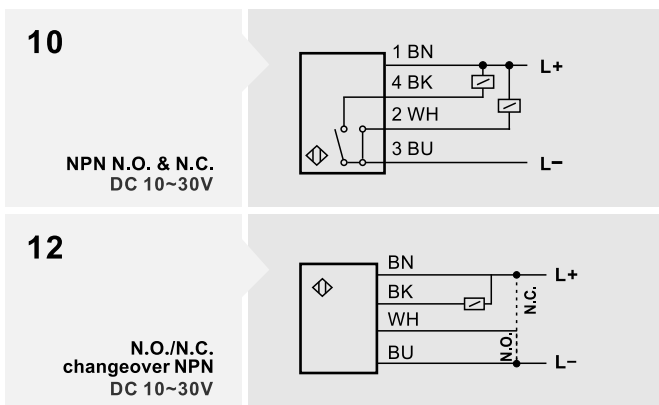 10
NPN N.O. & N.C.
DC 10~30V
1 BN
4 BK
2 WH
3 BU
L+
L−
12
N.O./N.C.
changeover NPN
DC 10~30V
BN
BK
WH
BU
L+
N.C.
N.O.
L−